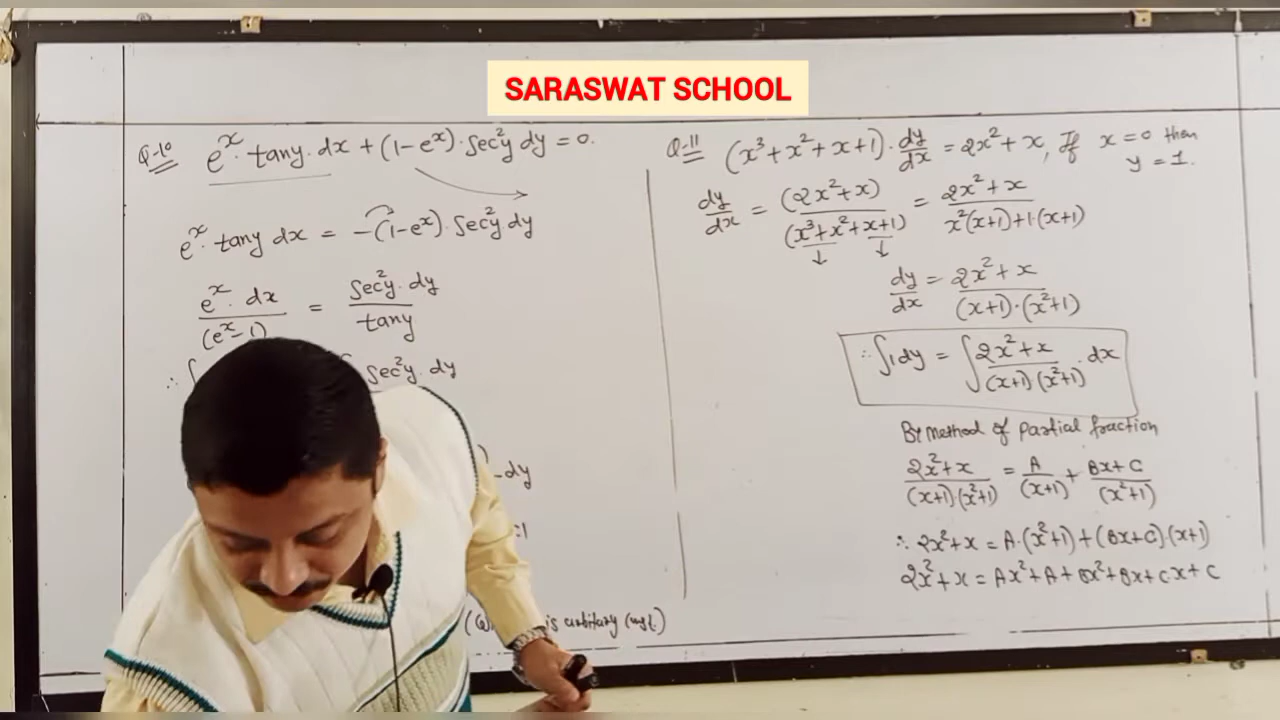 SARASWAT SCHOOL
Q-10 e^x. tany. dx + (1-e^x). Sec²y dy = 0.
e^x. tany dx = -(1-e^x). Sec²y dy
e^x. dx / (e^x-1) = Sec²y. dy / tany
∴ ∫ Sec²y. dy
dy
is arbitary
Q-11 (x³+x²+x+1). dy/dx = 2x²+x, If x=0 then
y=1.
dy/dx = (2x²+x) / (x³+x²+x+1) = 2x²+x / x²(x+1)+1.(x+1)
dy/dx = 2x²+x / (x+1).(x²+1)
∴ ∫1 dy = ∫ 2x²+x / (x+1)(x²+1) . dx
By method of partial fraction
2x²+x / (x+1).(x²+1) = A / (x+1) + Bx+C / (x²+1)
∴ 2x²+x = A.(x²+1)+(Bx+C).(x+1)
2x²+x = Ax²+A+Bx²+Bx+Cx+C